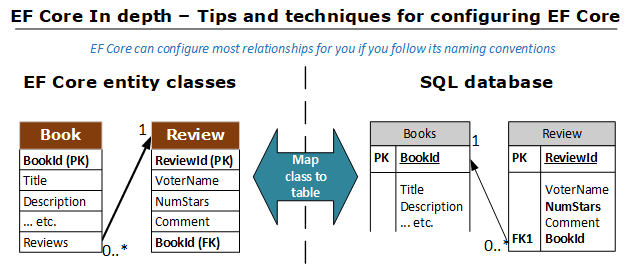 EF Core In depth – Tips and techniques for configuring EF Core
EF Core can configure most relationships for you if you follow its naming conventions
EF Core entity classes
SQL database
Book
BookId (PK)
Title
Description
... etc.
Reviews
1
0..*
Review
ReviewId (PK)
VoterName
NumStars
Comment
BookId (FK)
Map
class to
table
Books
PK BookId
Title
Description
... etc.
1
0..*
Review
PK ReviewId
VoterName
NumStars
Comment
FK1 BookId